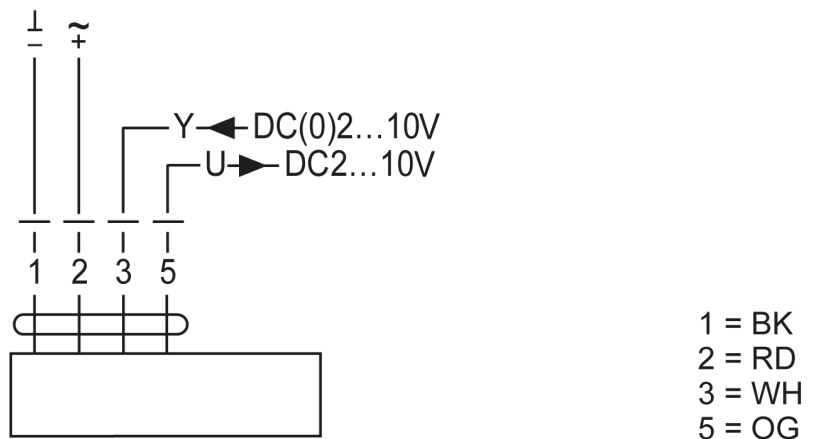 ⊥ ~
− +
Y DC(0)2...10V
U DC2...10V
1 2 3 5
1 = BK
2 = RD
3 = WH
5 = OG